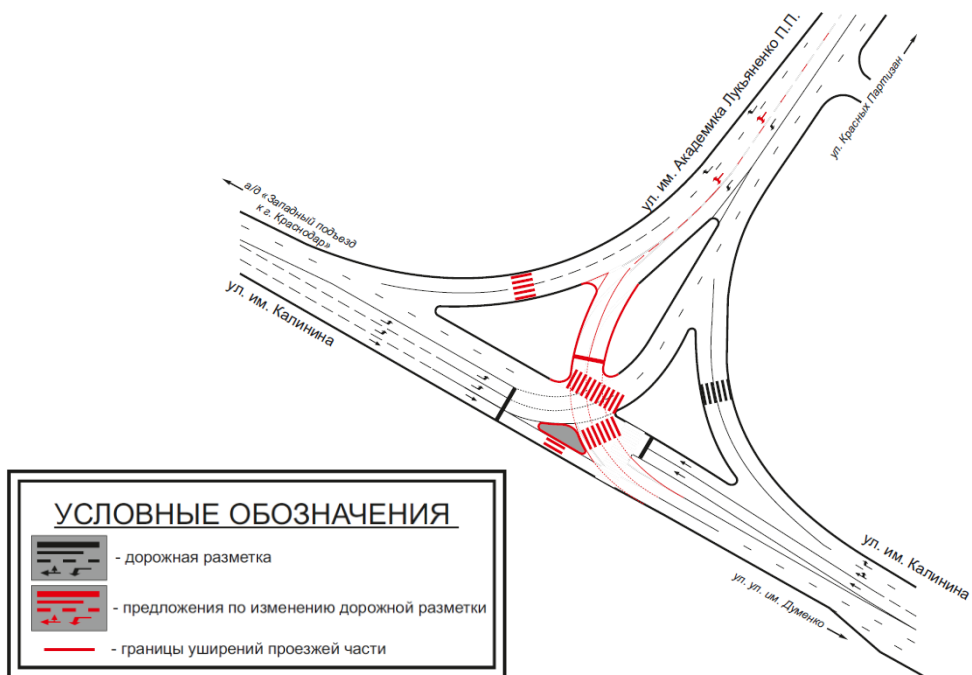 ул. им. Академика Лукьяненко П.П.
ул. Красных Партизан
а/д «Западный подъезд
к г. Краснодар»
ул. им. Калинина
ул. им. Калинина
ул. ул. им. Думенко
УСЛОВНЫЕ ОБОЗНАЧЕНИЯ
- дорожная разметка
- предложения по изменению дорожной разметки
- границы уширений проезжей части